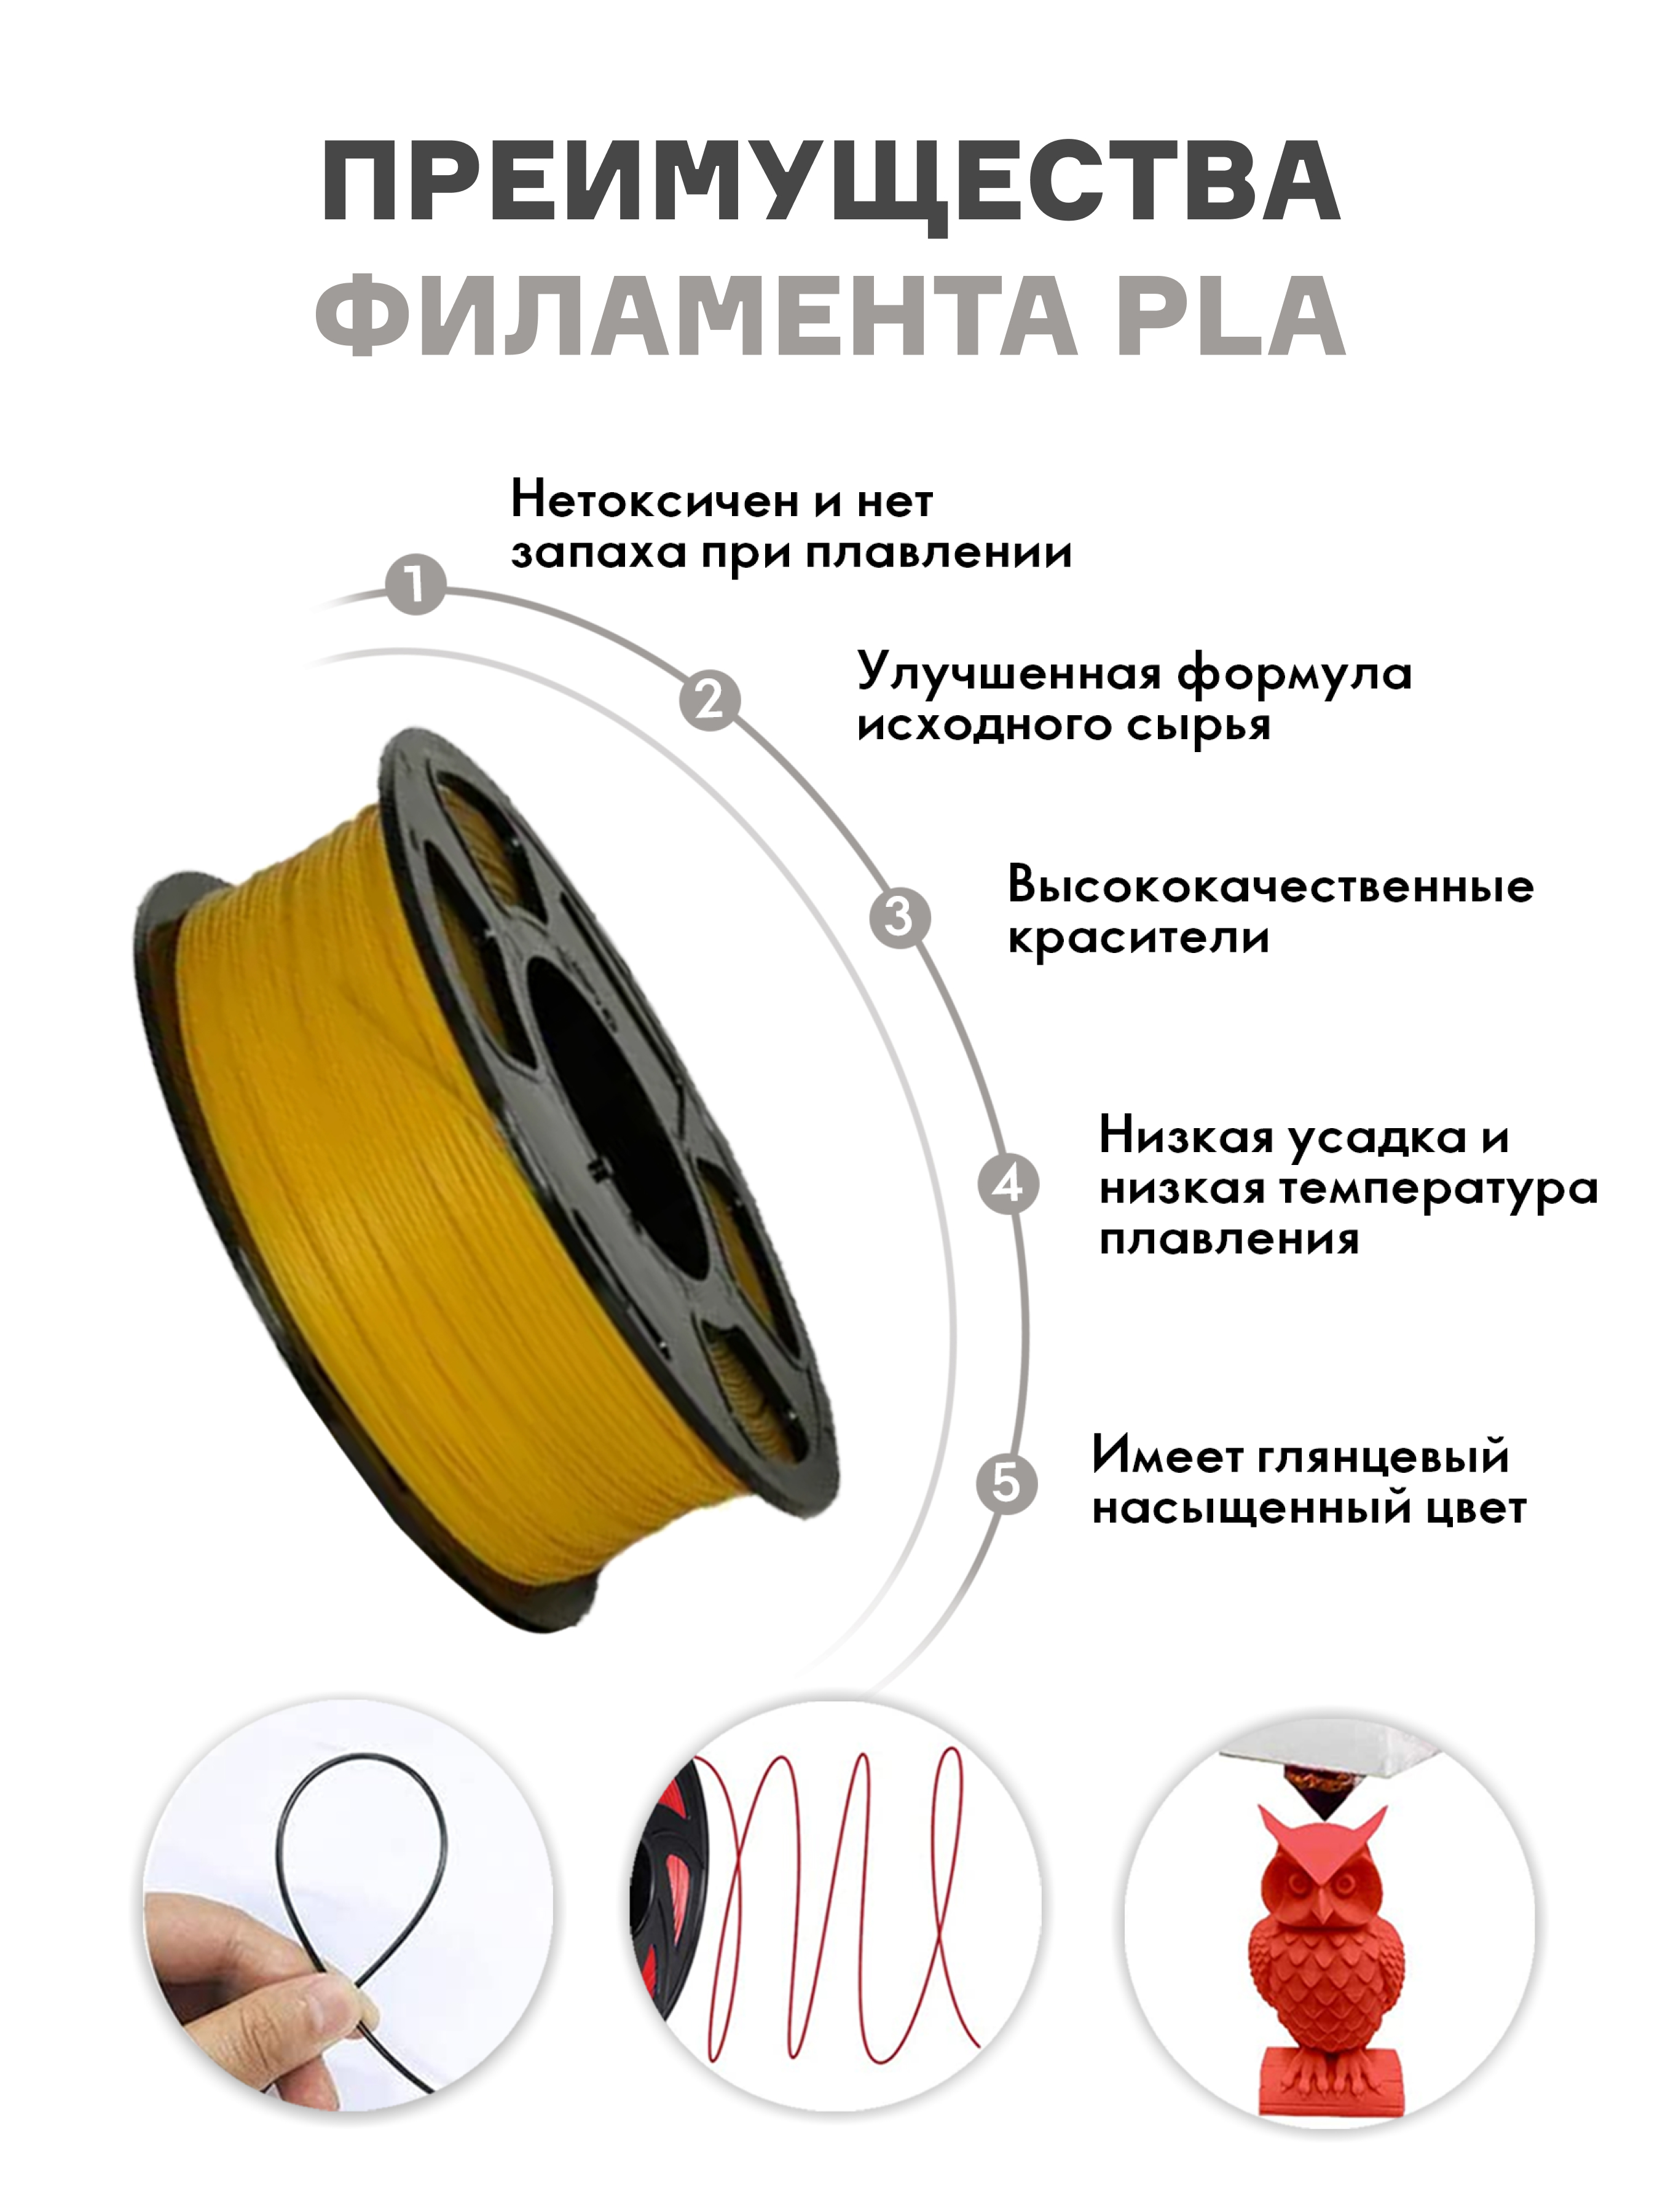 ПРЕИМУЩЕСТВА
ФИЛАМЕНТА PLA
Нетоксичен и нет
запаха при плавлении
1
Улучшенная формула
исходного сырья
2
Высококачественные
красители
3
Низкая усадка и
низкая температура
плавления
4
Имеет глянцевый
насыщенный цвет
5